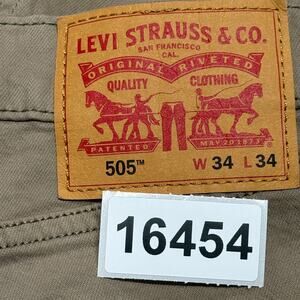 LEVI STRAUSS & CO.
SAN FRANCISCO
CAL.
ORIGINAL RIVETED
QUALITY CLOTHING
PATENTED MAY 20 1873
505™ W 34 L 34
16454